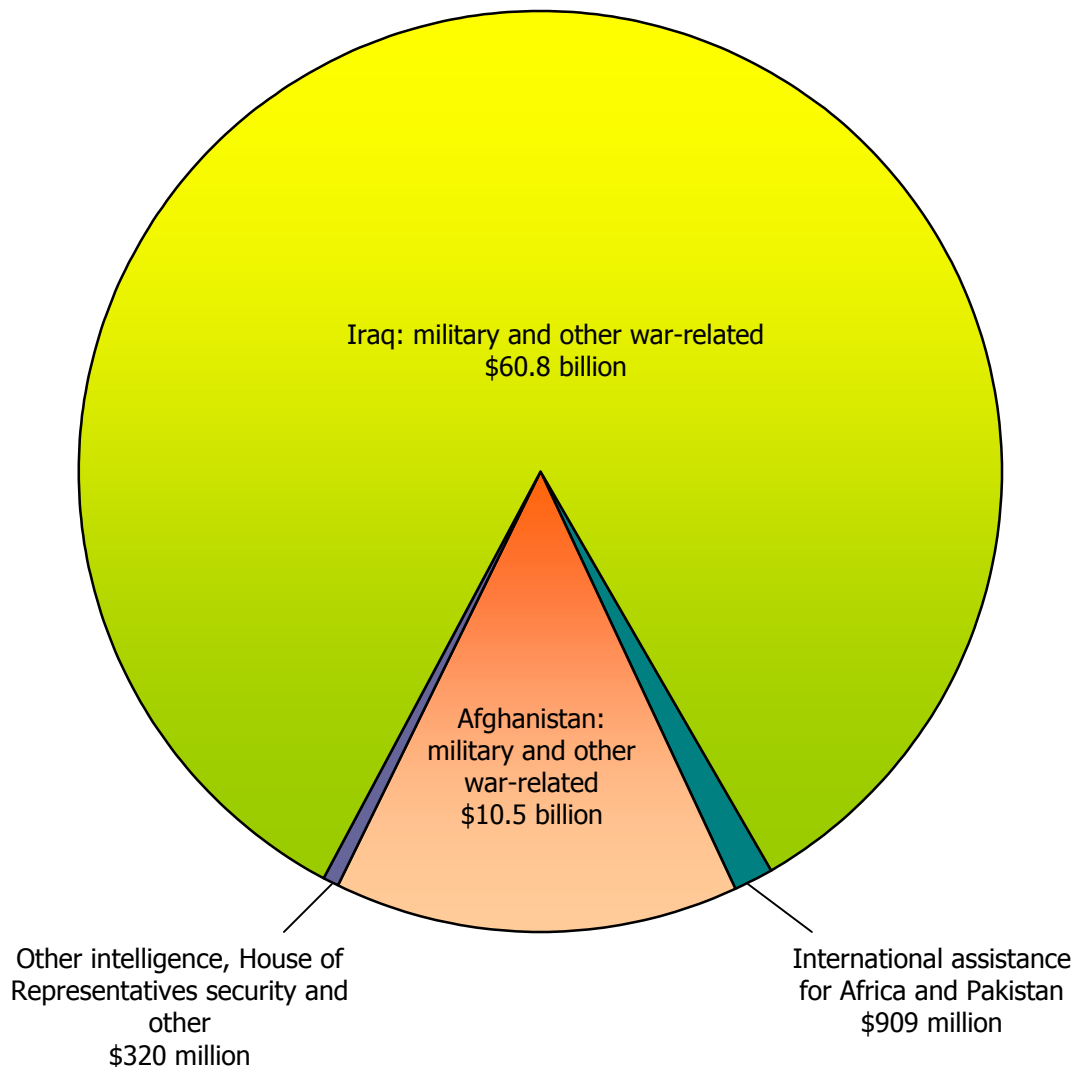 Iraq: military and other war-related
$60.8 billion
Afghanistan:
military and other
war-related
$10.5 billion
Other intelligence, House of
Representatives security and
other
$320 million
International assistance
for Africa and Pakistan
$909 million